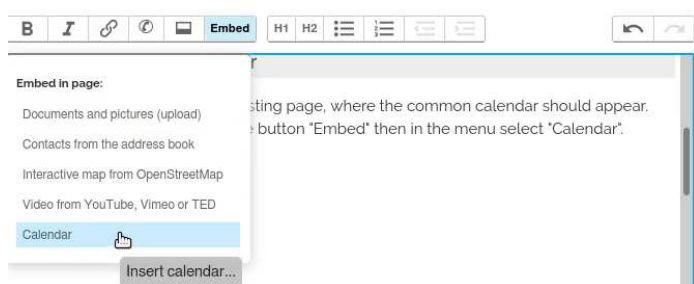 B I Embed H1 H2
r
Embed in page:
sting page, where the common calendar should appear.
Documents and pictures (upload)
button "Embed" then in the menu select "Calendar".
Contacts from the address book
Interactive map from OpenStreetMap
Video from YouTube, Vimeo or TED
Calendar
Insert calendar...